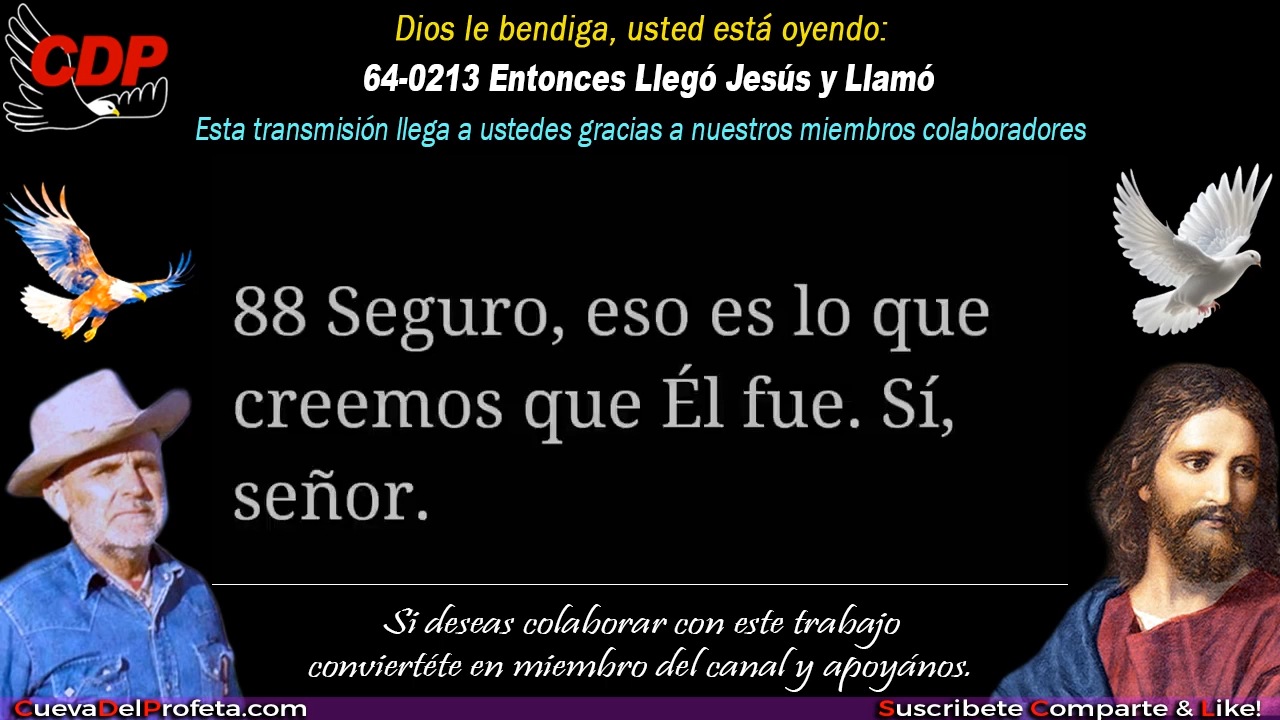 CDP
Dios le bendiga, usted está oyendo:
64-0213 Entonces Llegó Jesús y Llamó
Esta transmisión llega a ustedes gracias a nuestros miembros colaboradores
88 Seguro, eso es lo que
creemos que Él fue. Sí,
señor.
Si deseas colaborar con este trabajo
conviertéte en miembro del canal y apoyános.
CuevaDelProfeta.com
Suscribete Comparte & Like!